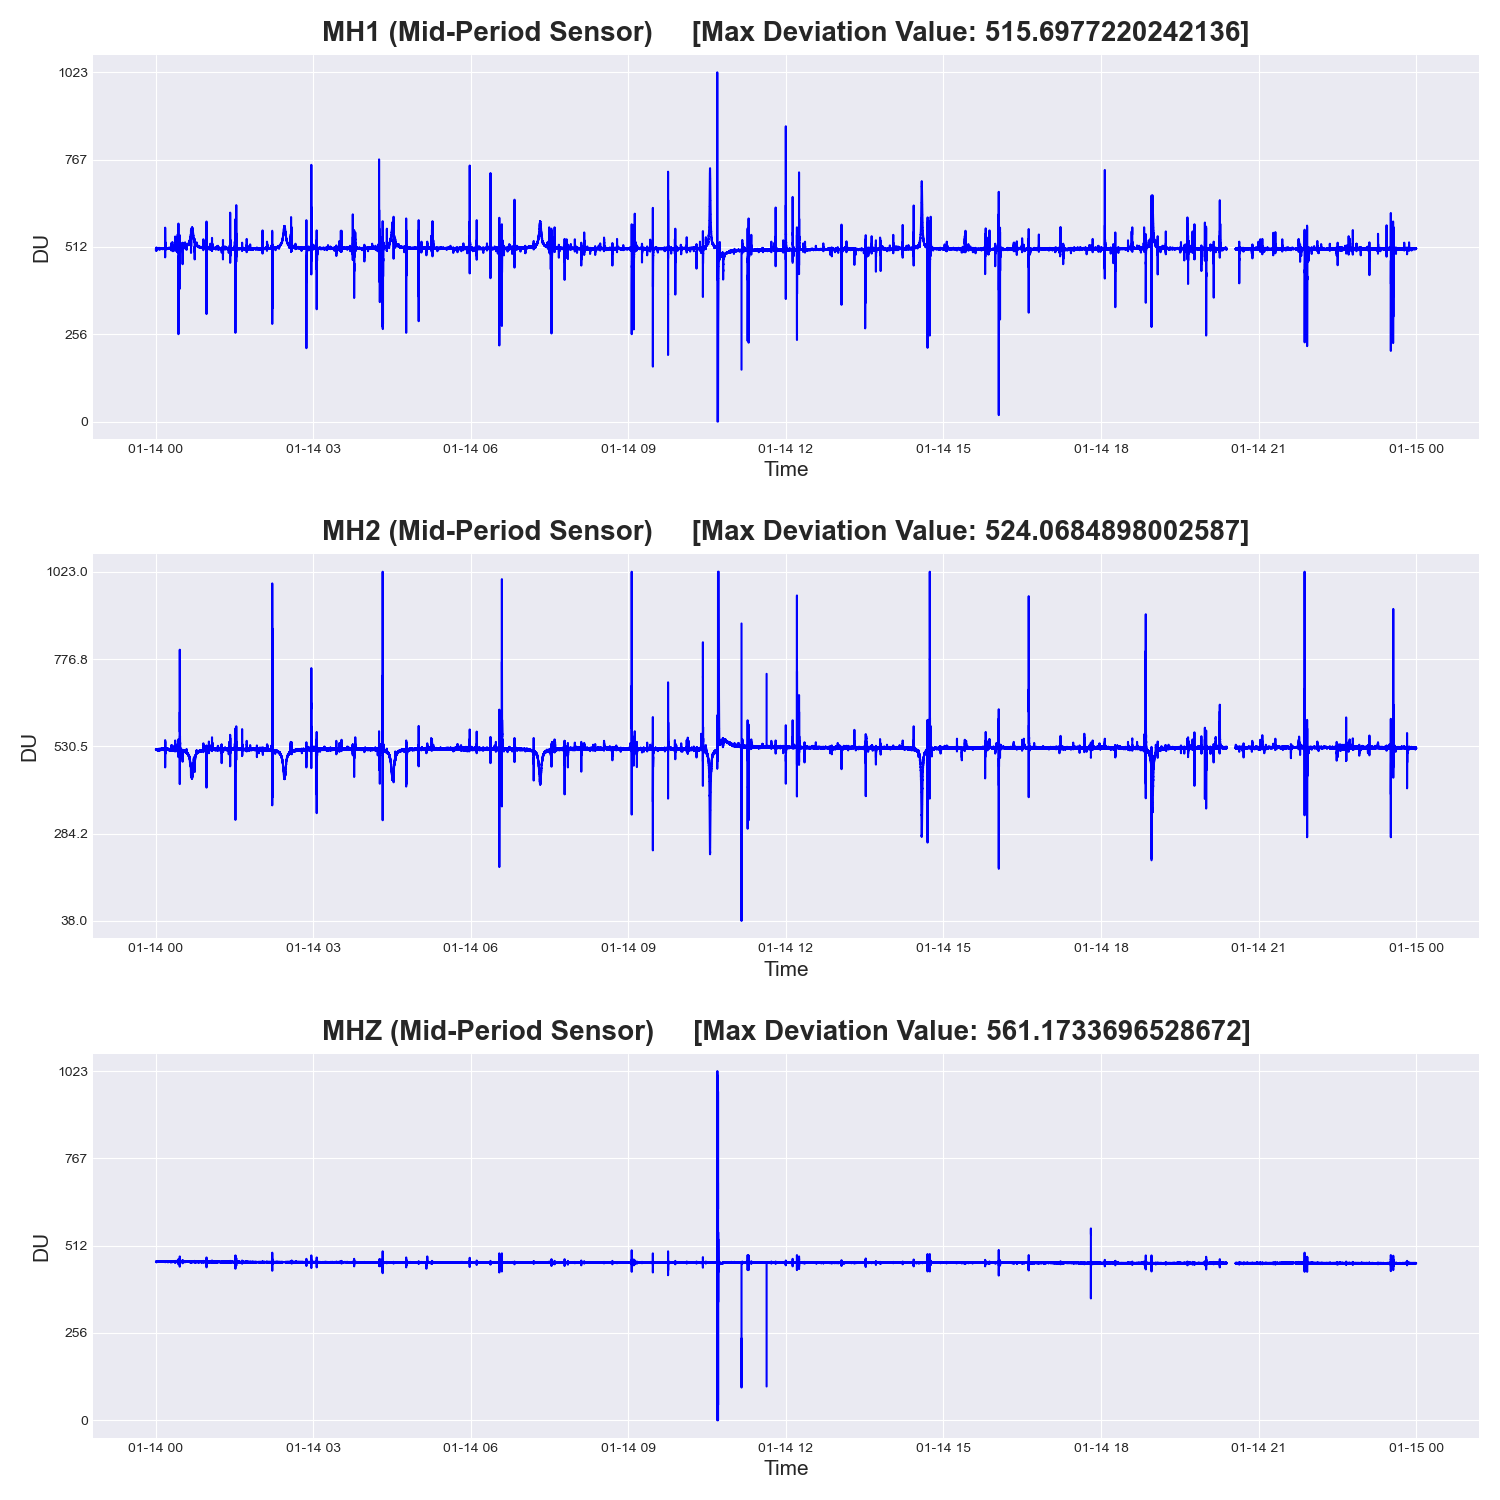 MH1 (Mid-Period Sensor) [Max Deviation Value: 515.6977220242136]
1023
767
512
256
0
DU
01-14 00 01-14 03 01-14 06 01-14 09 01-14 12 01-14 15 01-14 18 01-14 21 01-15 00
Time
MH2 (Mid-Period Sensor) [Max Deviation Value: 524.0684898002587]
1023.0
776.8
530.5
284.2
38.0
DU
01-14 00 01-14 03 01-14 06 01-14 09 01-14 12 01-14 15 01-14 18 01-14 21 01-15 00
Time
MHZ (Mid-Period Sensor) [Max Deviation Value: 561.1733696528672]
1023
767
512
256
0
DU
01-14 00 01-14 03 01-14 06 01-14 09 01-14 12 01-14 15 01-14 18 01-14 21 01-15 00
Time